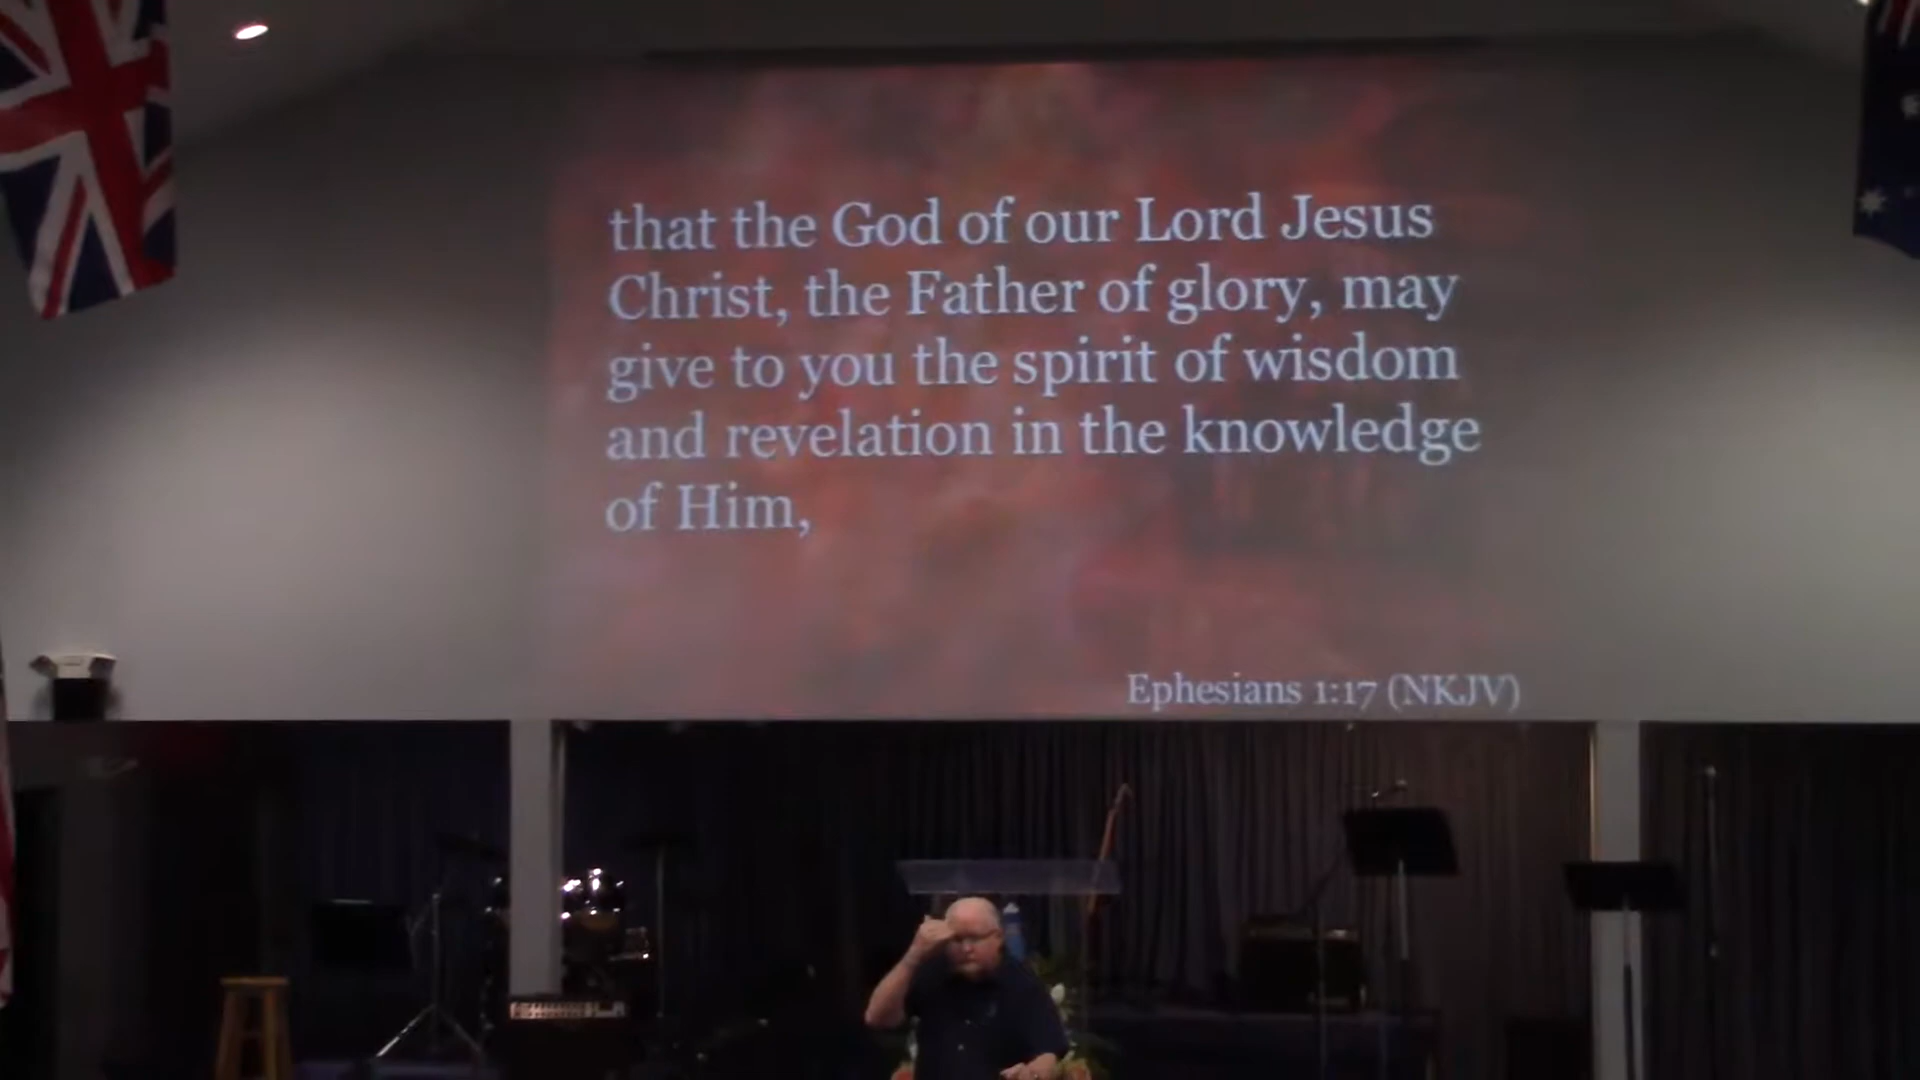 that the God of our Lord Jesus
Christ, the Father of glory, may
give to you the spirit of wisdom
and revelation in the knowledge
of Him,
Ephesians 1:17 (NKJV)